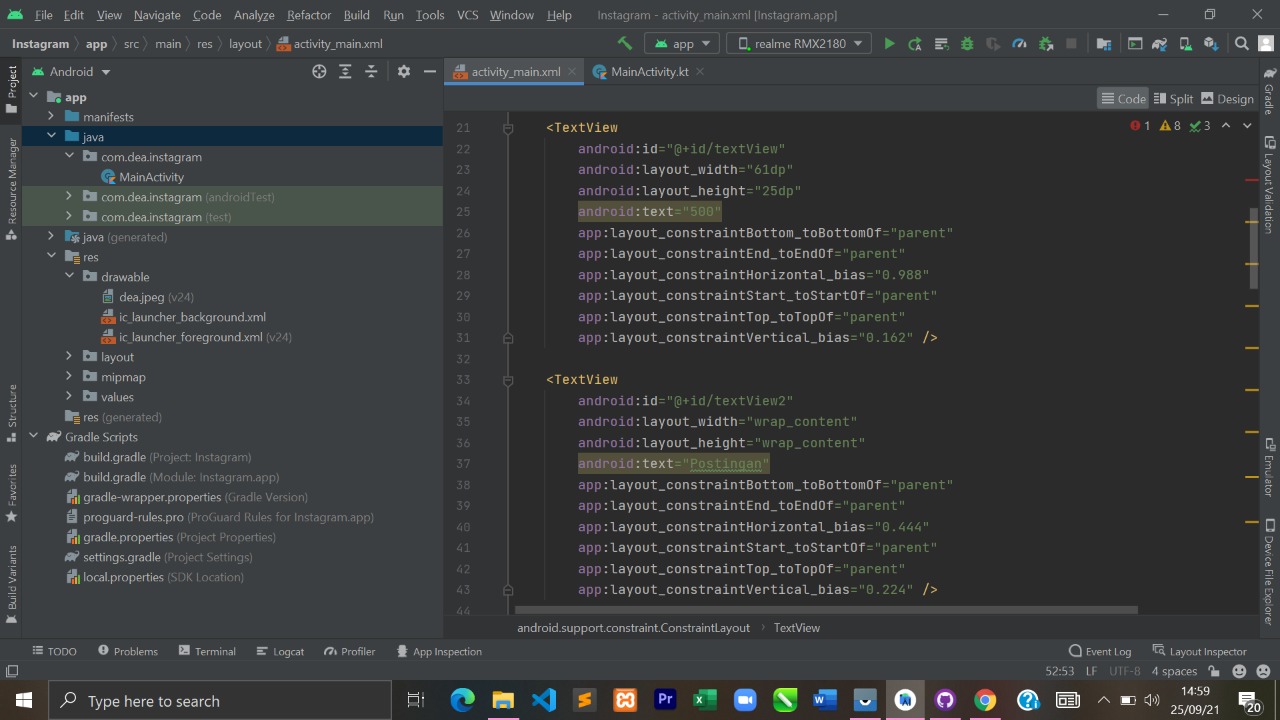 File Edit View Navigate Code Analyze Refactor Build Run Tools VCS Window Help Instagram - activity_main.xml [Instagram.app]
Instagram app src main res layout activity_main.xml app realme RMX2180
Project
Android
activity_main.xml
MainActivity.kt
Code Split Design
app
manifests
java
com.dea.instagram
MainActivity
com.dea.instagram (androidTest)
com.dea.instagram (test)
java (generated)
res
drawable
dea.jpeg (v24)
ic_launcher_background.xml
ic_launcher_foreground.xml (v24)
layout
mipmap
values
res (generated)
Gradle Scripts
build.gradle (Project: Instagram)
build.gradle (Module: Instagram.app)
gradle-wrapper.properties (Gradle Version)
proguard-rules.pro (ProGuard Rules for Instagram.app)
gradle.properties (Project Properties)
settings.gradle (Project Settings)
local.properties (SDK Location)
Resource Manager
Structure
Favorites
Build Variants
1 8 3
21 <TextView
22 android:id="@+id/textView"
23 android:layout_width="61dp"
24 android:layout_height="25dp"
25 android:text="500"
26 app:layout_constraintBottom_toBottomOf="parent"
27 app:layout_constraintEnd_toEndOf="parent"
28 app:layout_constraintHorizontal_bias="0.988"
29 app:layout_constraintStart_toStartOf="parent"
30 app:layout_constraintTop_toTopOf="parent"
31 app:layout_constraintVertical_bias="0.162" />
32
33 <TextView
34 android:id="@+id/textView2"
35 android:layout_width="wrap_content"
36 android:layout_height="wrap_content"
37 android:text="Postingan"
38 app:layout_constraintBottom_toBottomOf="parent"
39 app:layout_constraintEnd_toEndOf="parent"
40 app:layout_constraintHorizontal_bias="0.444"
41 app:layout_constraintStart_toStartOf="parent"
42 app:layout_constraintTop_toTopOf="parent"
43 app:layout_constraintVertical_bias="0.224" />
44
android.support.constraint.ConstraintLayout TextView
Gradle
Layout Validation
Emulator
Device File Explorer
TODO Problems Terminal Logcat Profiler App Inspection Event Log Layout Inspector
52:53 LF UTF-8 4 spaces
Type here to search
Pr
14:59
25/09/21
20